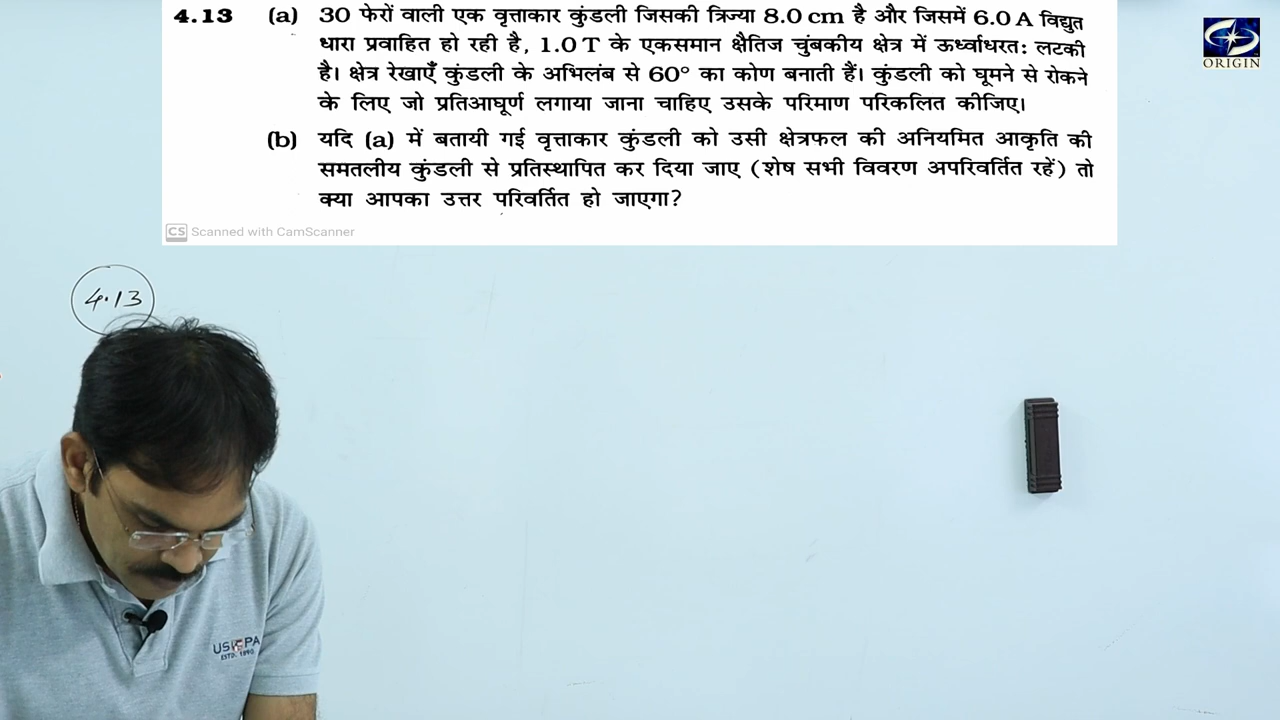 4.13 (a) 30 फेरों वाली एक वृत्ताकार कुंडली जिसकी त्रिज्या 8.0 cm है और जिसमें 6.0 A विद्युत
धारा प्रवाहित हो रही है, 1.0 T के एकसमान क्षैतिज चुंबकीय क्षेत्र में ऊर्ध्वाधरत: लटकी
है। क्षेत्र रेखाएँ कुंडली के अभिलंब से 60° का कोण बनाती हैं। कुंडली को घूमने से रोकने
के लिए जो प्रतिआघूर्ण लगाया जाना चाहिए उसके परिमाण परिकलित कीजिए।
(b) यदि (a) में बतायी गई वृत्ताकार कुंडली को उसी क्षेत्रफल की अनियमित आकृति की
समतलीय कुंडली से प्रतिस्थापित कर दिया जाए (शेष सभी विवरण अपरिवर्तित रहें) तो
क्या आपका उत्तर परिवर्तित हो जाएगा?
CS Scanned with CamScanner
ORIGIN
4.13